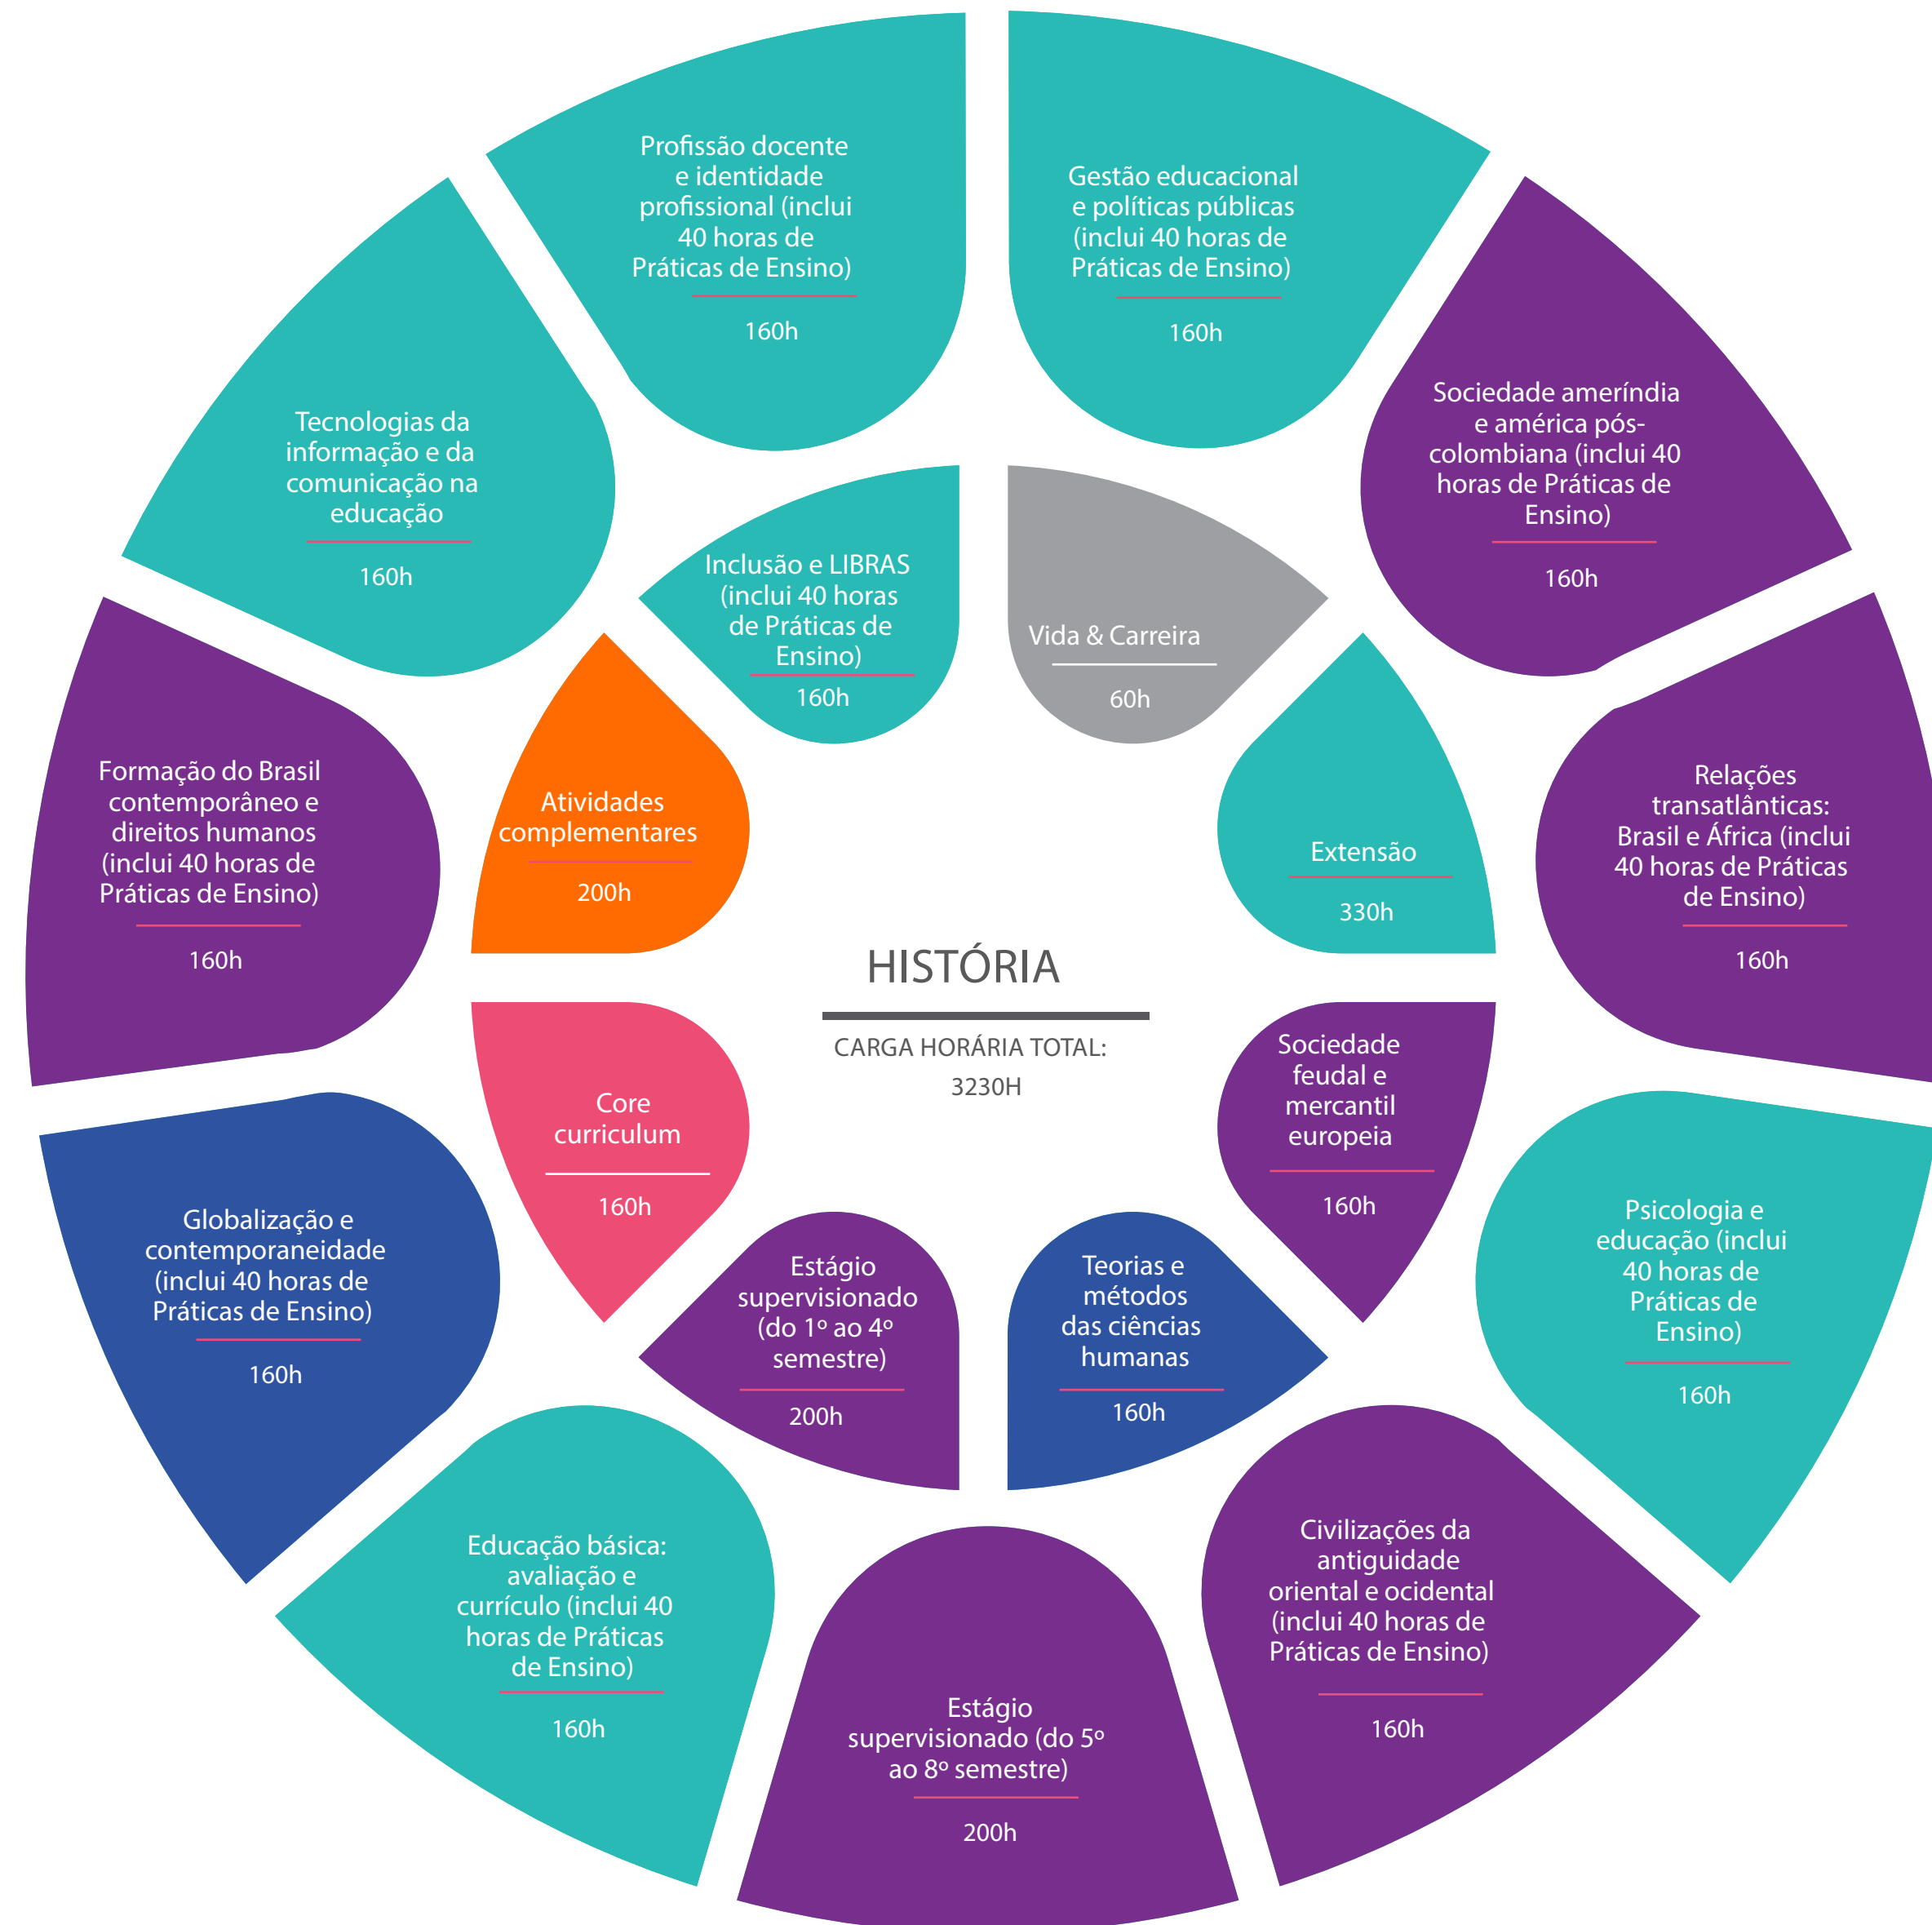 Profissão docente
e identidade
profissional (inclui
40 horas de
Práticas de Ensino)
160h
Gestão educacional
e políticas públicas
(inclui 40 horas de
Práticas de Ensino)
160h
Sociedade ameríndia
e américa pós-
colombiana (inclui 40
horas de Práticas de
Ensino)
160h
Relações
transatlânticas:
Brasil e África (inclui
40 horas de Práticas
de Ensino)
160h
Psicologia e
educação (inclui
40 horas de
Práticas de
Ensino)
160h
Civilizações da
antiguidade
oriental e ocidental
(inclui 40 horas de
Práticas de Ensino)
160h
Estágio
supervisionado (do 5º
ao 8º semestre)
200h
Educação básica:
avaliação e
currículo (inclui 40
horas de Práticas
de Ensino)
160h
Globalização e
contemporaneidade
(inclui 40 horas de
Práticas de Ensino)
160h
Formação do Brasil
contemporâneo e
direitos humanos
(inclui 40 horas de
Práticas de Ensino)
160h
Tecnologias da
informação e da
comunicação na
educação
160h
Inclusão e LIBRAS
(inclui 40 horas
de Práticas de
Ensino)
160h
Vida & Carreira
60h
Extensão
330h
Sociedade
feudal e
mercantil
europeia
160h
Teorias e
métodos
das ciências
humanas
160h
Estágio
supervisionado
(do 1º ao 4º
semestre)
200h
Core
curriculum
160h
Atividades
complementares
200h
HISTÓRIA
CARGA HORÁRIA TOTAL:
3230H